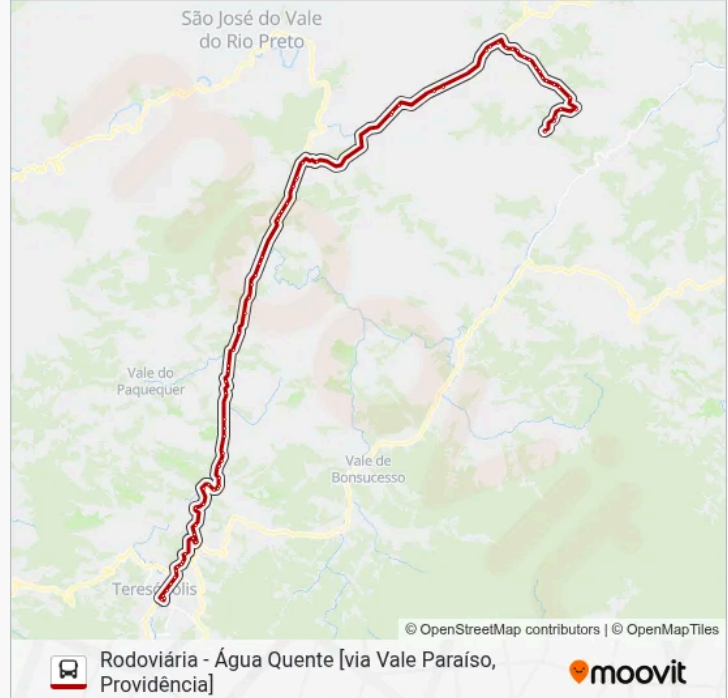 São José do Vale
do Rio Preto
Vale do
Paquequer
Vale de
Bonsucesso
Teresópolis
© OpenStreetMap contributors | © OpenMapTiles
Rodoviária - Água Quente [via Vale Paraíso,
Providência]
moovit